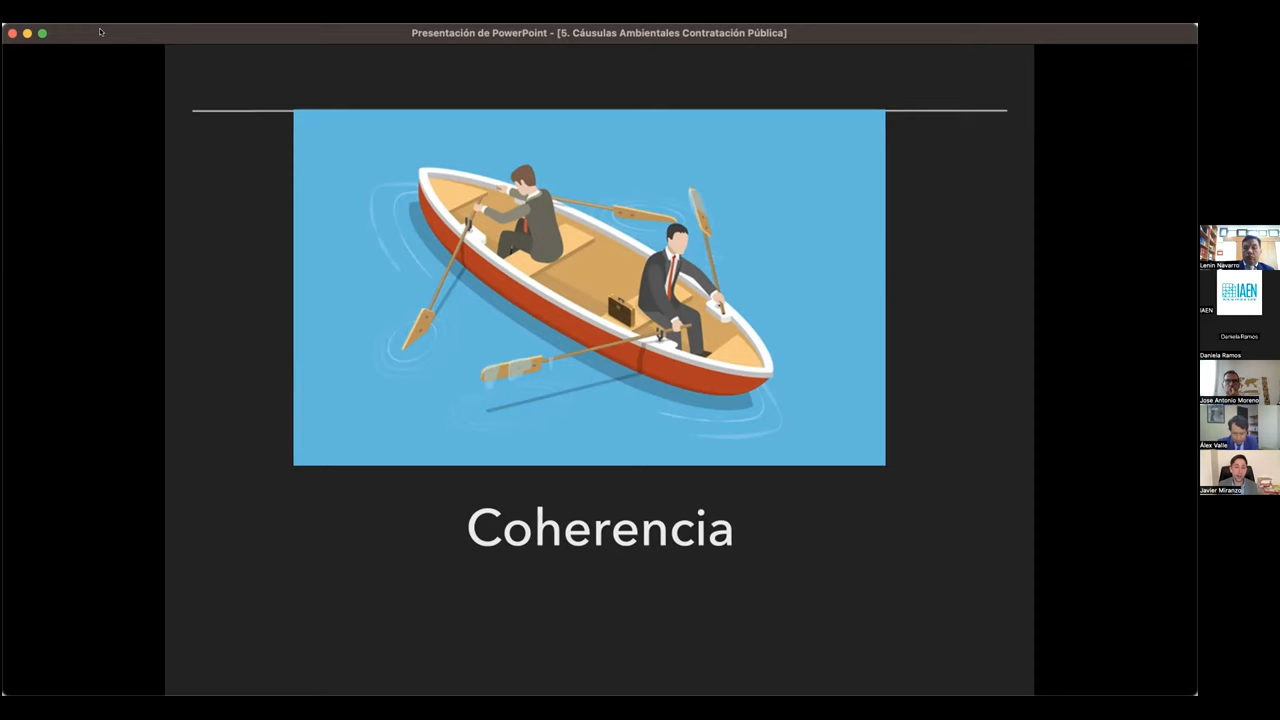 Presentación de PowerPoint - [5. Cáusulas Ambientales Contratación Pública]
Coherencia
Lenin Navarro
IAEN
IAEN
Daniela Ramos
Daniela Ramos
Jose Antonio Moreno
Álex Valle
Javier Miranzo